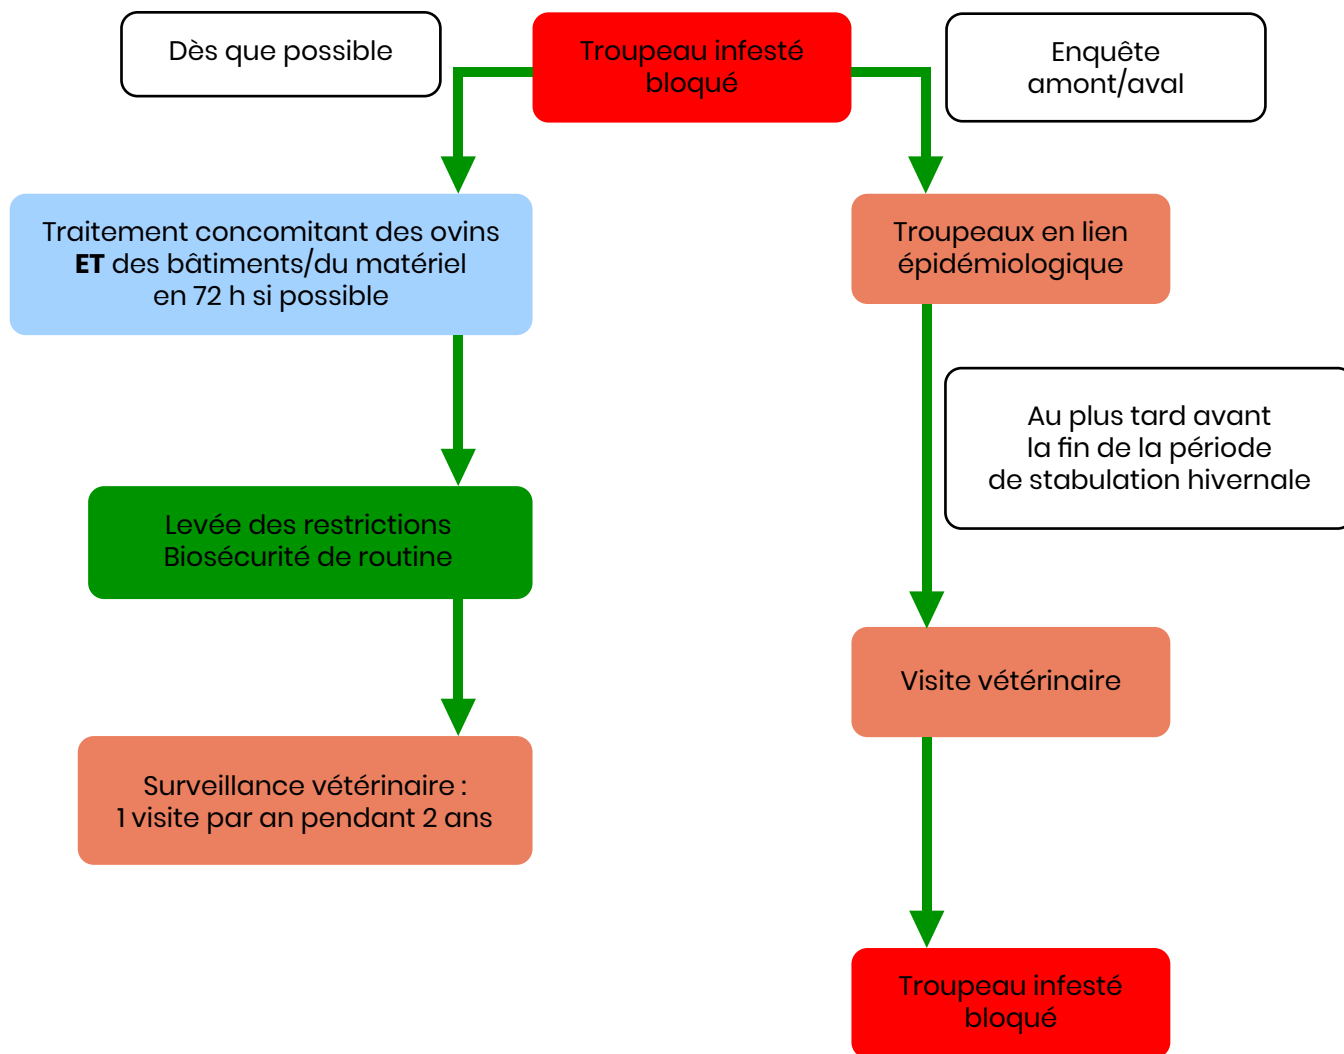 Dès que possible
Troupeau infesté
bloqué
Enquête
amont/aval
Traitement concomitant des ovins
ET des bâtiments/du matériel
en 72 h si possible
Troupeaux en lien
épidémiologique
Au plus tard avant
la fin de la période
de stabulation hivernale
Levée des restrictions
Biosécurité de routine
Visite vétérinaire
Surveillance vétérinaire :
1 visite par an pendant 2 ans
Troupeau infesté
bloqué